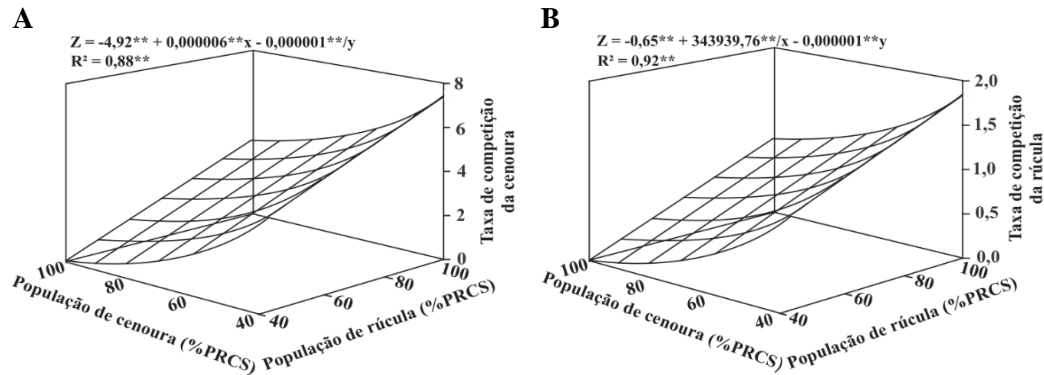 A
Z = -4,92** + 0,000006**x - 0,000001**/y
R² = 0,88**
8
6
4
2
0
Taxa de competição
da cenoura
100
80
60
40
População de cenoura (%PRCS)
40
60
80
100
População de rúcula (%PRCS)
B
Z = -0,65** + 343939,76**/x - 0,000001**y
R² = 0,92**
2,0
1,5
1,0
0,5
0,0
Taxa de competição
da rúcula
100
80
60
40
População de cenoura (%PRCS)
40
60
80
100
População de rúcula (%PRCS)